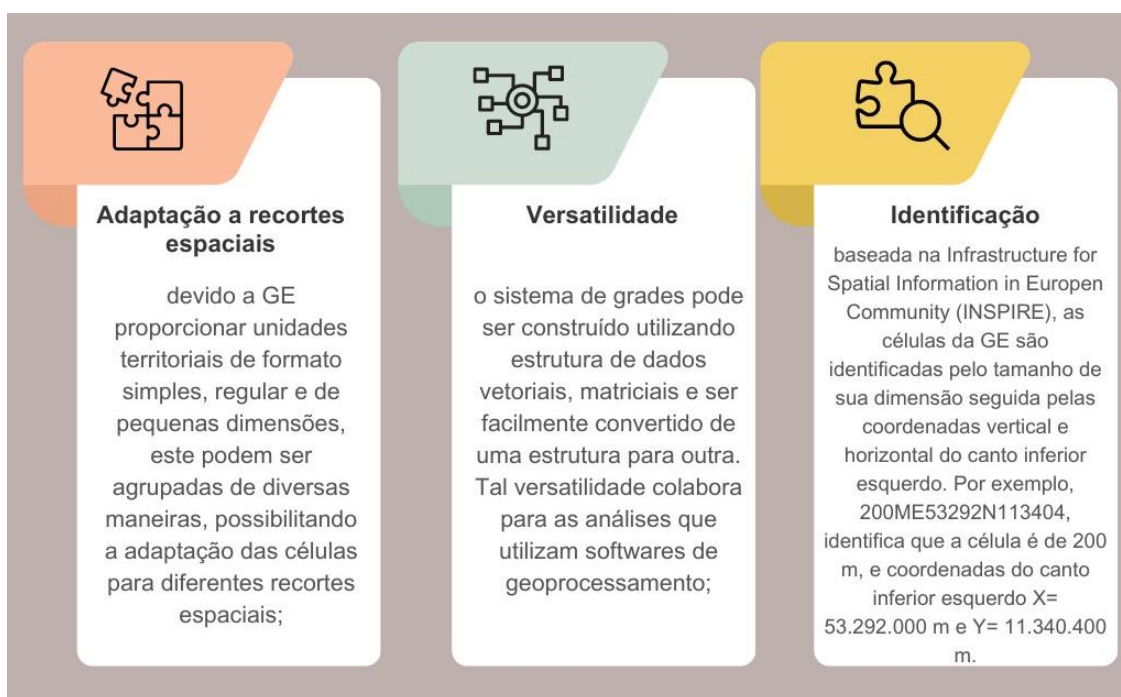 Adaptação a recortes
espaciais
devido a GE
proporcionar unidades
territoriais de formato
simples, regular e de
pequenas dimensões,
este podem ser
agrupadas de diversas
maneiras, possibilitando
a adaptação das células
para diferentes recortes
espaciais;
Versatilidade
o sistema de grades pode
ser construído utilizando
estrutura de dados
vetoriais, matriciais e ser
facilmente convertido de
uma estrutura para outra.
Tal versatilidade colabora
para as análises que
utilizam softwares de
geoprocessamento;
Identificação
baseada na Infrastructure for
Spatial Information in Europen
Community (INSPIRE), as
células da GE são
identificadas pelo tamanho de
sua dimensão seguida pelas
coordenadas vertical e
horizontal do canto inferior
esquerdo. Por exemplo,
200ME53292N113404,
identifica que a célula é de 200
m, e coordenadas do canto
inferior esquerdo X=
53.292.000 m e Y= 11.340.400
m.